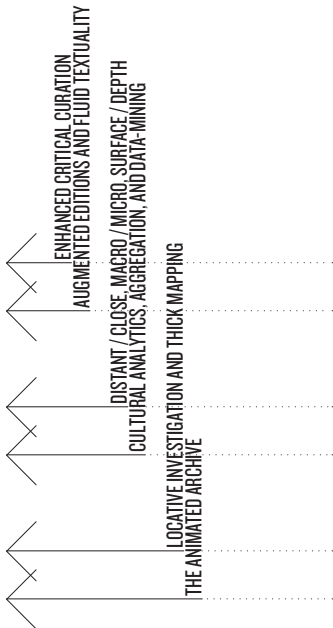 ENHANCED CRITICAL CURATION
AUGMENTED EDITIONS AND FLUID TEXTUALITY
DISTANT / CLOSE, MACRO / MICRO, SURFACE / DEPTH
CULTURAL ANALYTICS, AGGREGATION, AND DATA-MINING
LOCATIVE INVESTIGATION AND THICK MAPPING
THE ANIMATED ARCHIVE